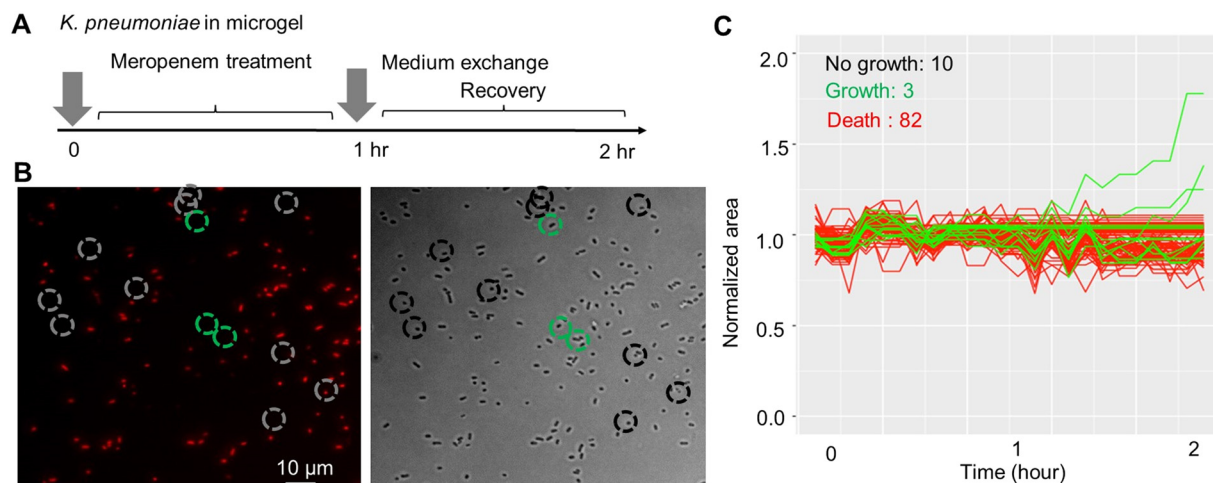 A
K. pneumoniae in microgel
Meropenem treatment
Medium exchange
Recovery
0
1 hr
2 hr
B
10 µm
C
No growth: 10
Growth: 3
Death : 82
2.0
1.5
1.0
0.5
0.0
Normalized area
0
1
2
Time (hour)